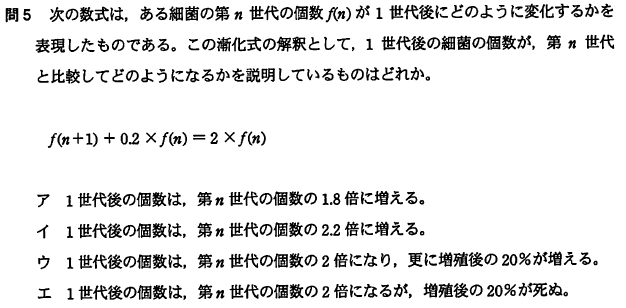 問5 次の数式は，ある細菌の第 n 世代の個数 f(n) が 1 世代後にどのように変化するかを
表現したものである。この漸化式の解釈として，1 世代後の細菌の個数が，第 n 世代
と比較してどのようになるかを説明しているものはどれか。
f(n+1) + 0.2 × f(n) = 2 × f(n)
ア 1 世代後の個数は，第 n 世代の個数の 1.8 倍に増える。
イ 1 世代後の個数は，第 n 世代の個数の 2.2 倍に増える。
ウ 1 世代後の個数は，第 n 世代の個数の 2 倍になり，更に増殖後の 20%が増える。
エ 1 世代後の個数は，第 n 世代の個数の 2 倍になるが，増殖後の 20%が死ぬ。